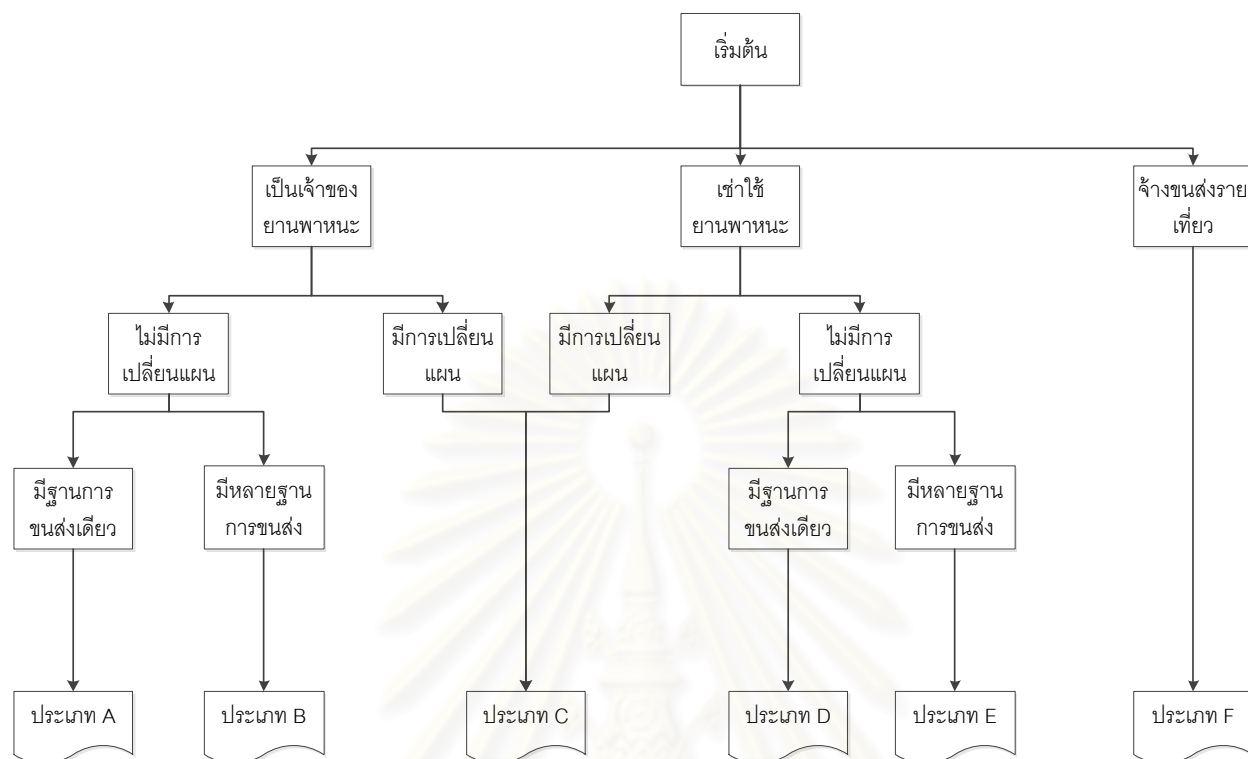 เริ่มต้น
เป็นเจ้าของ
ยานพาหนะ
เช่าใช้
ยานพาหนะ
จ้างขนส่งราย
เที่ยว
ไม่มีการ
เปลี่ยนแผน
มีการเปลี่ยน
แผน
มีการเปลี่ยน
แผน
ไม่มีการ
เปลี่ยนแผน
มีฐานการ
ขนส่งเดียว
มีหลายฐาน
การขนส่ง
มีฐานการ
ขนส่งเดียว
มีหลายฐาน
การขนส่ง
ประเภท A
ประเภท B
ประเภท C
ประเภท D
ประเภท E
ประเภท F